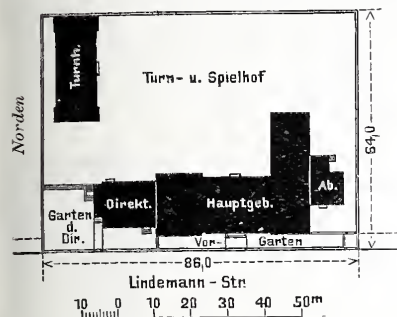 Norden
Turnh.
Turn- u. Spielhof
64,0
Garten
d.
Dir.
Direkt.
Hauptgeb.
Ab.
Vor- Garten
86,0
Lindemann-Str.
10 0 10 20 30 40 50m